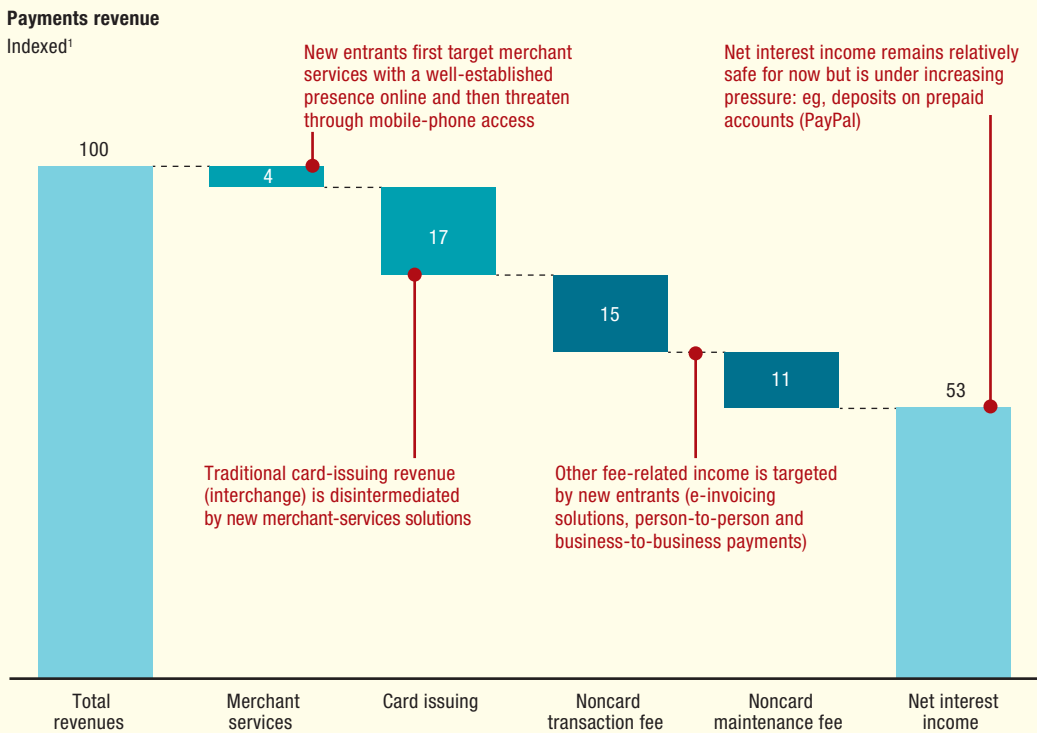 Payments revenue
Indexed¹
New entrants first target merchant
services with a well-established
presence online and then threaten
through mobile-phone access
Net interest income remains relatively
safe for now but is under increasing
pressure: eg, deposits on prepaid
accounts (PayPal)
100
4
17
15
11
53
Traditional card-issuing revenue
(interchange) is disintermediated
by new merchant-services solutions
Other fee-related income is targeted
by new entrants (e-invoicing
solutions, person-to-person and
business-to-business payments)
Total
revenues
Merchant
services
Card issuing
Noncard
transaction fee
Noncard
maintenance fee
Net interest
income